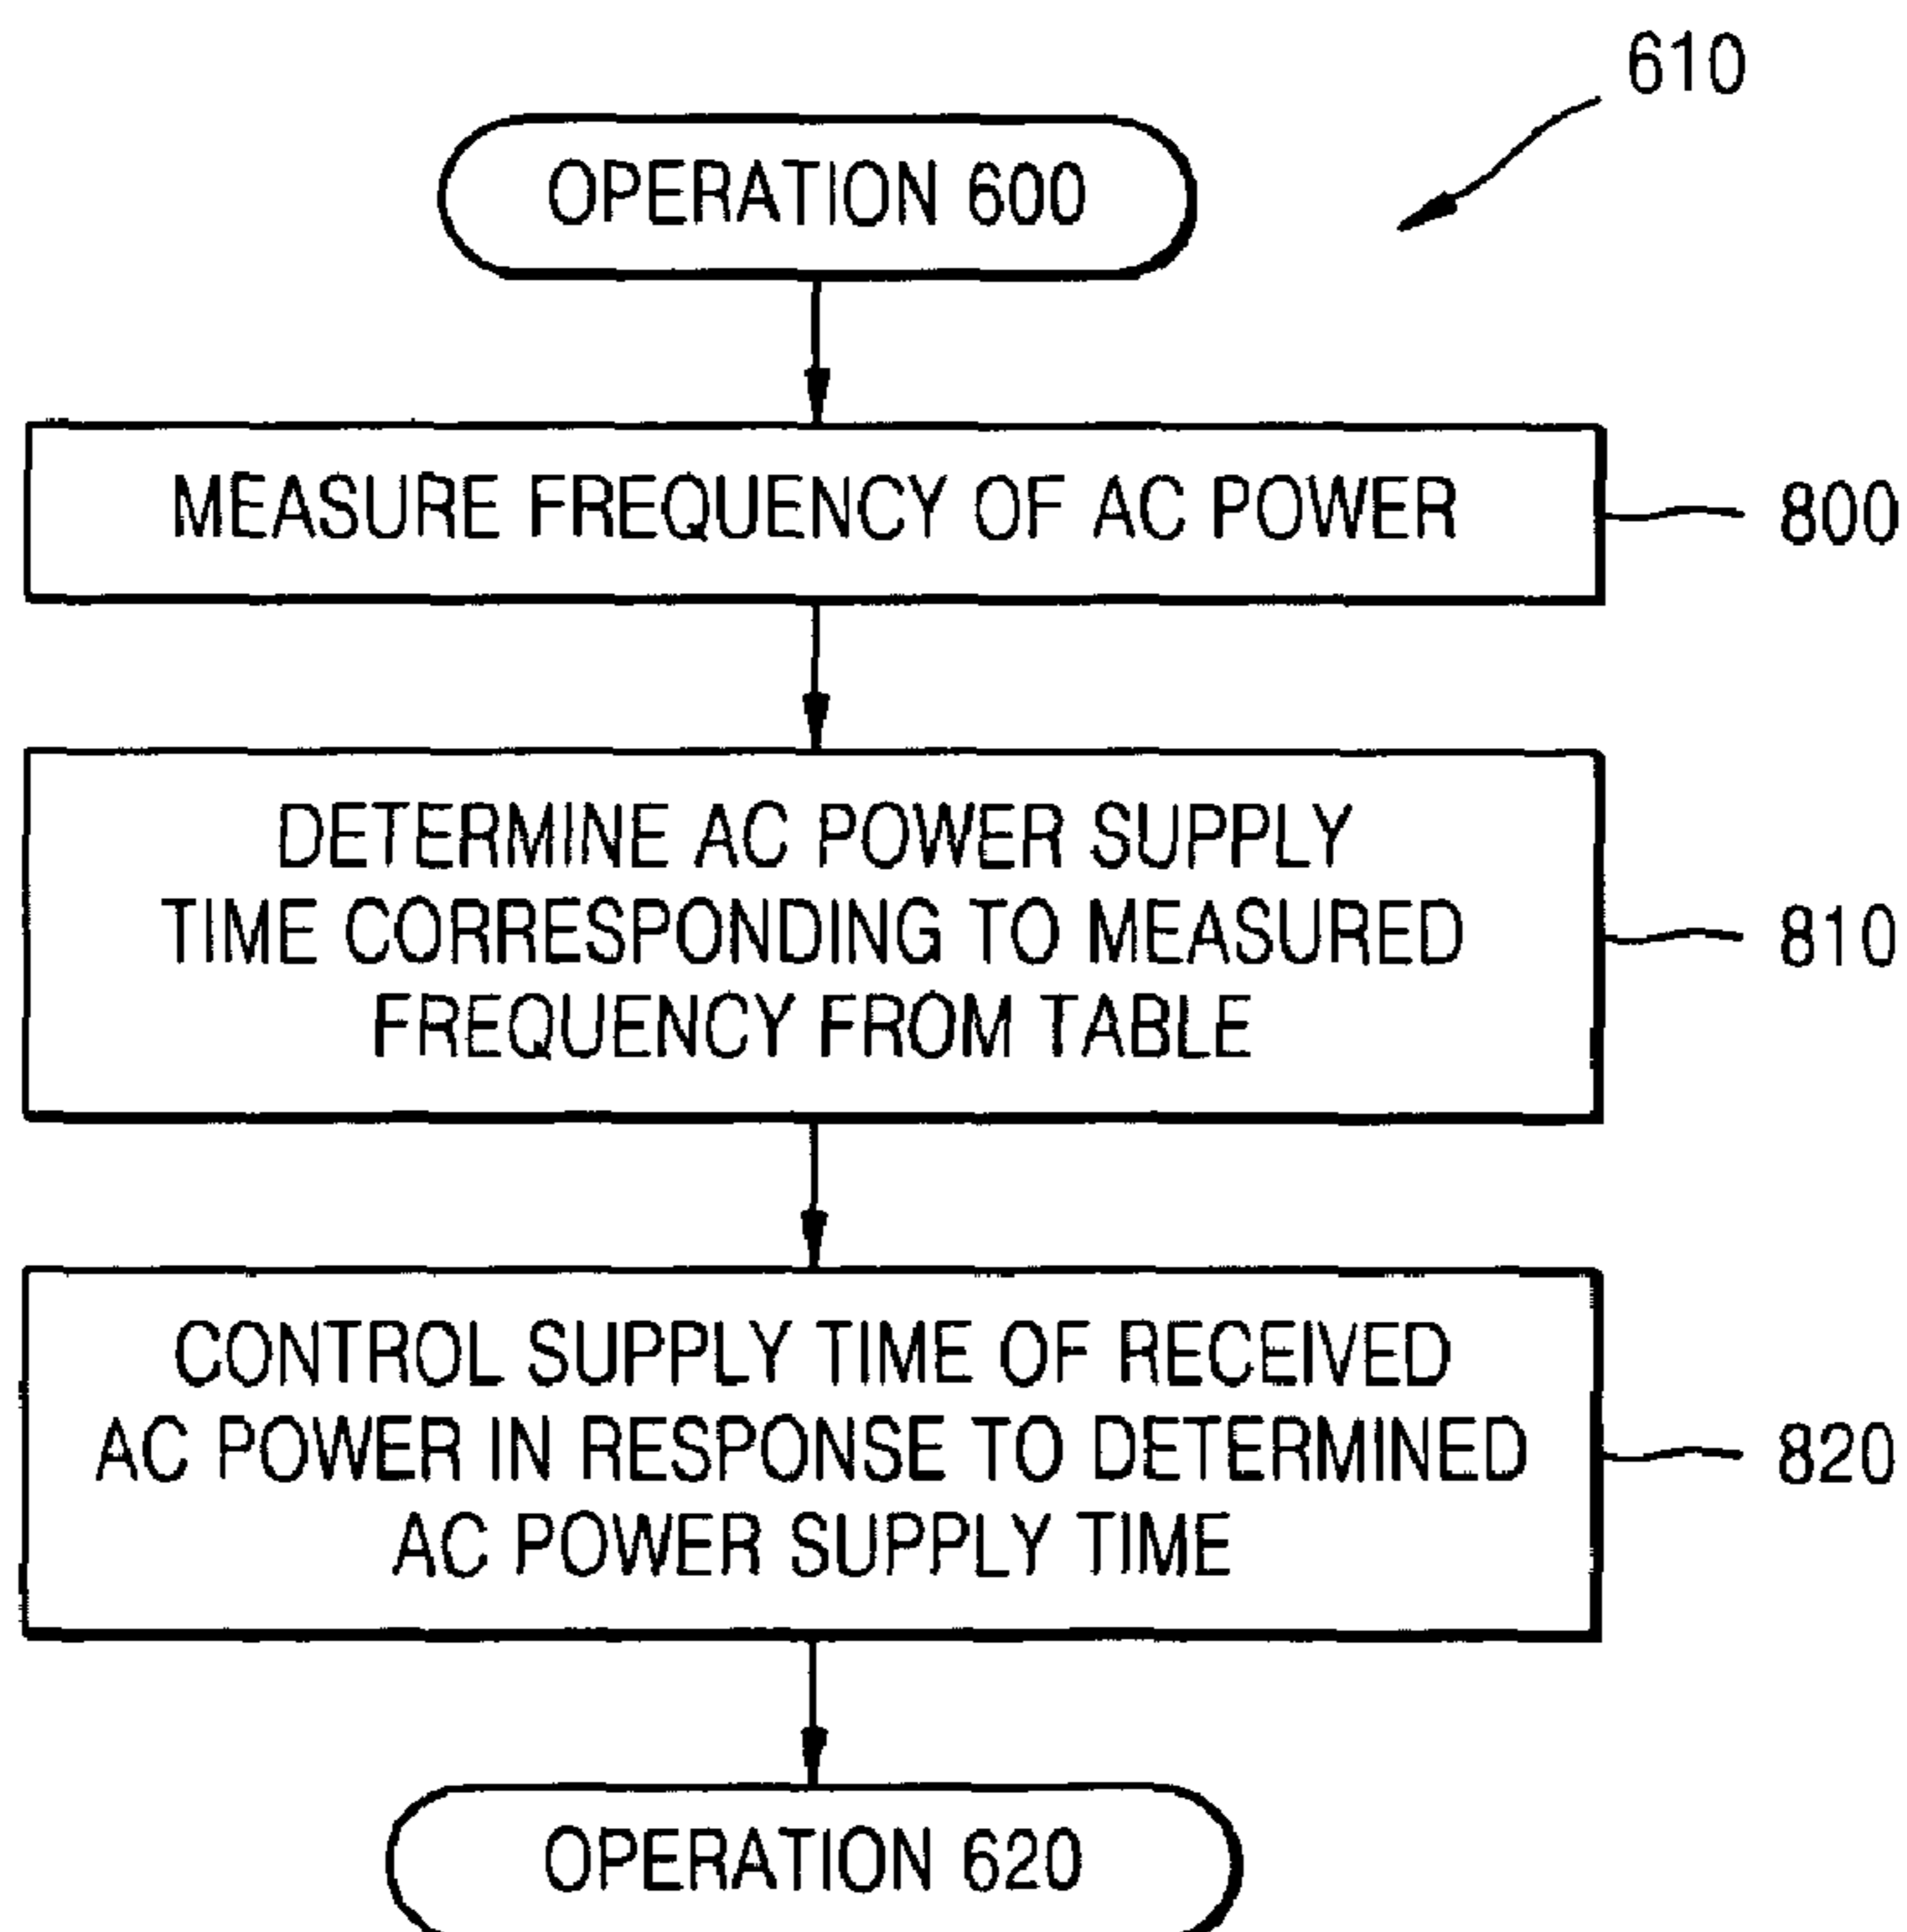 610
OPERATION 600
MEASURE FREQUENCY OF AC POWER
800
DETERMINE AC POWER SUPPLY
TIME CORRESPONDING TO MEASURED
FREQUENCY FROM TABLE
810
CONTROL SUPPLY TIME OF RECEIVED
AC POWER IN RESPONSE TO DETERMINED
AC POWER SUPPLY TIME
820
OPERATION 620